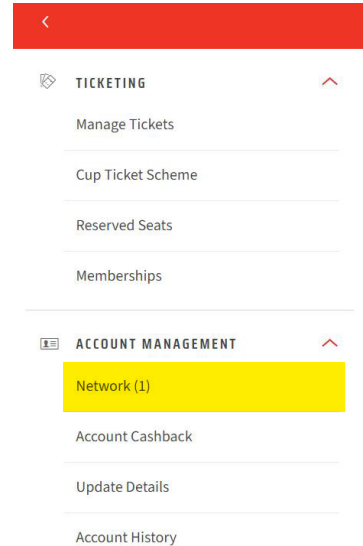 TICKETING
Manage Tickets
Cup Ticket Scheme
Reserved Seats
Memberships
ACCOUNT MANAGEMENT
Network (1)
Account Cashback
Update Details
Account History